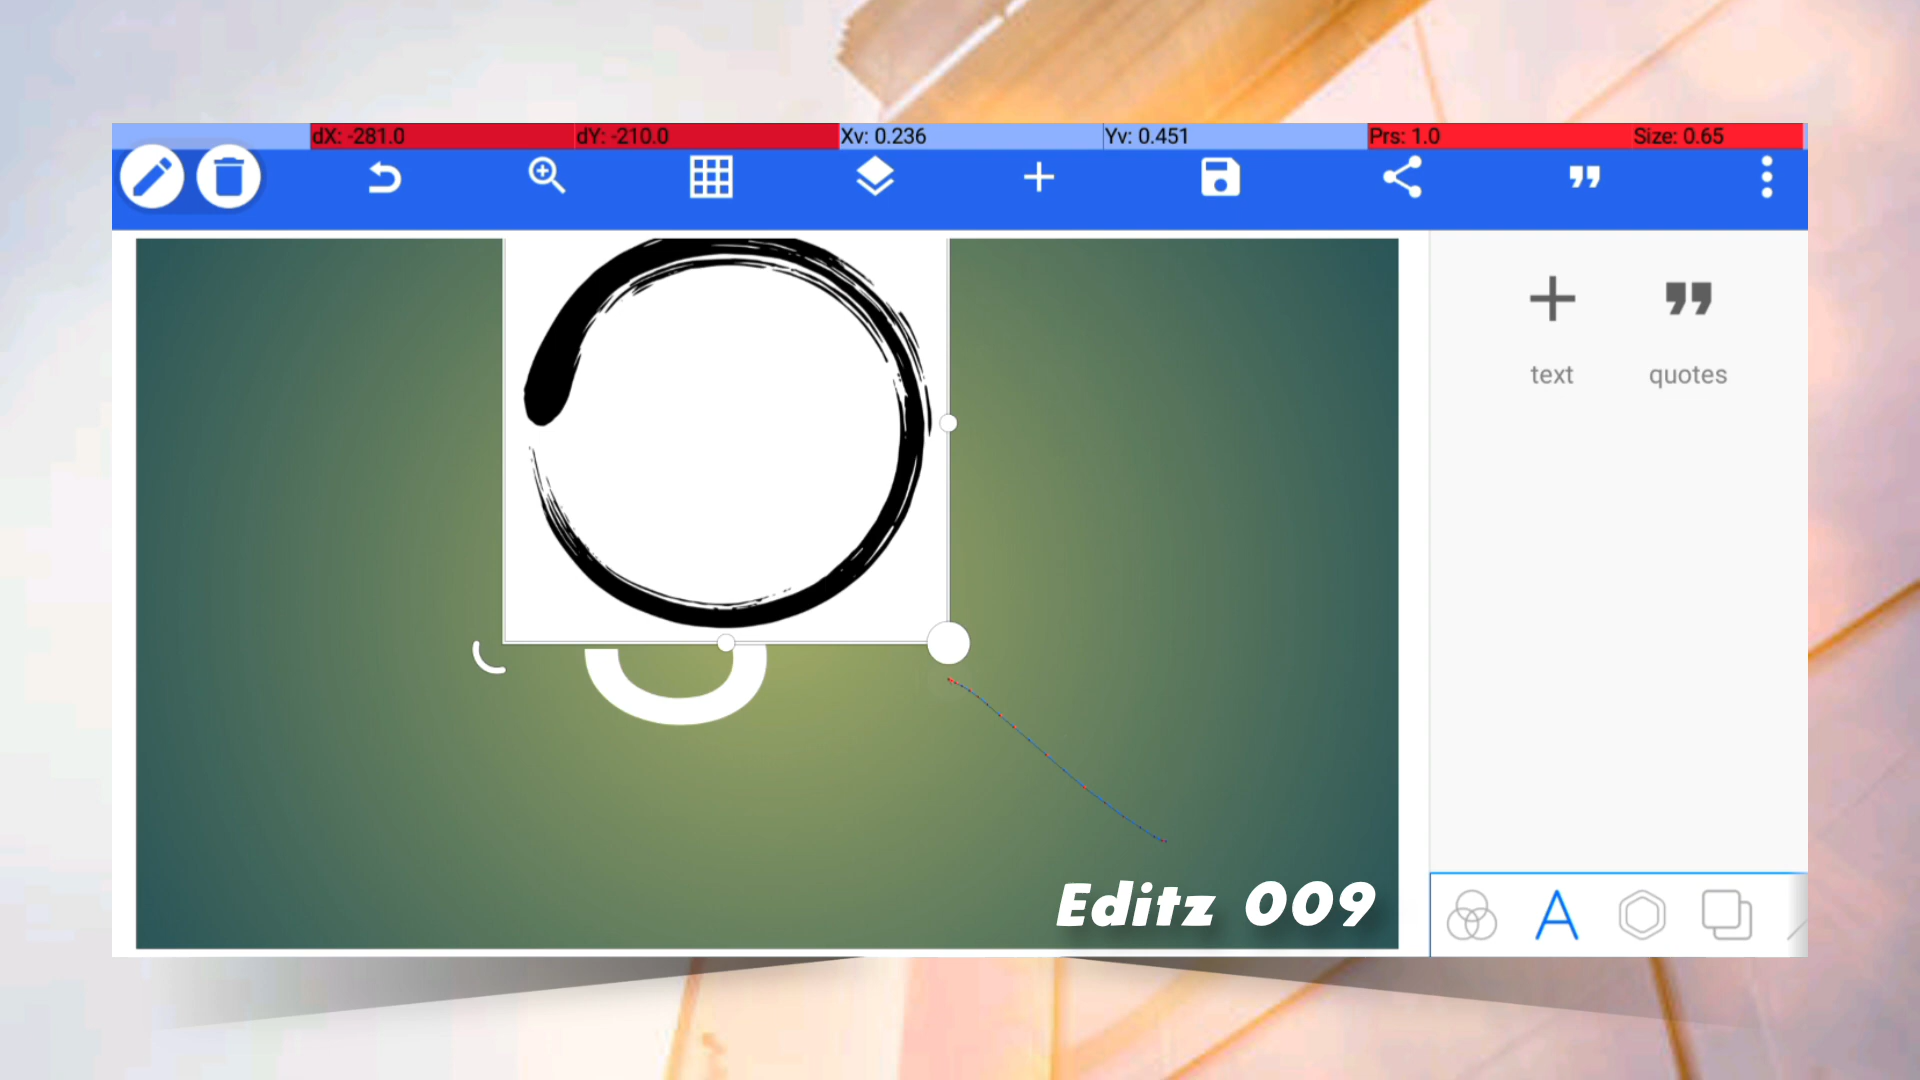 dX: -281.0 dY: -210.0 Xv: 0.236 Yv: 0.451 Prs: 1.0 Size: 0.65
text quotes
Editz 009